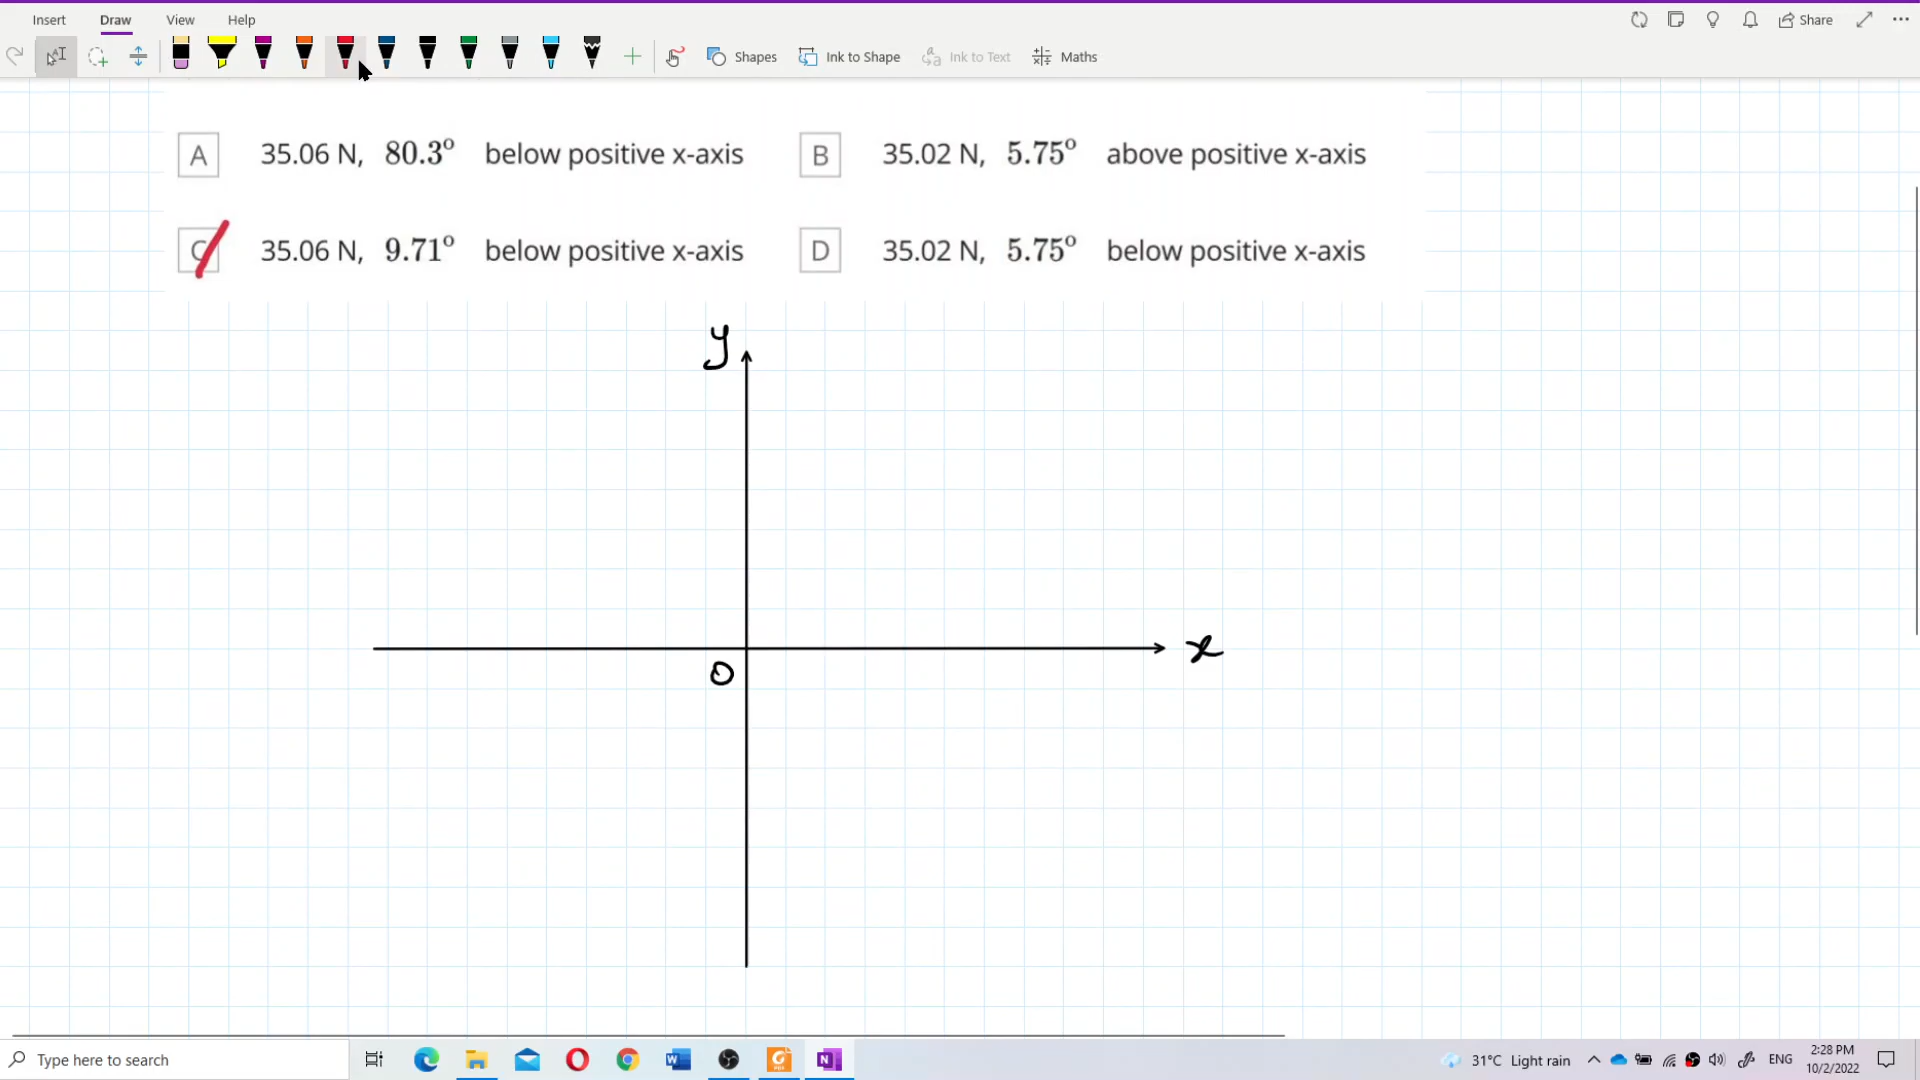 Insert Draw View Help Share
Shapes Ink to Shape Ink to Text Maths
A 35.06 N, 80.3° below positive x-axis B 35.02 N, 5.75° above positive x-axis
C 35.06 N, 9.71° below positive x-axis D 35.02 N, 5.75° below positive x-axis
y
x
O
Type here to search 31°C Light rain ENG 2:28 PM
10/2/2022